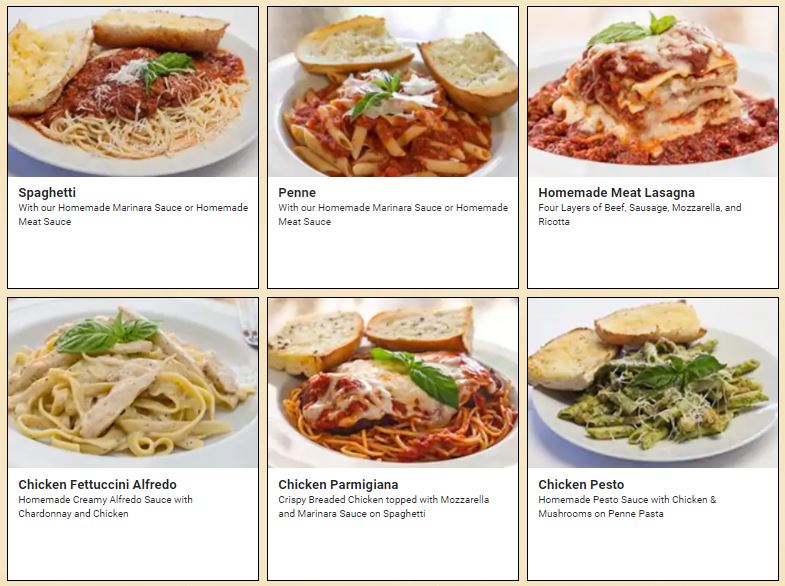 Spaghetti
With our Homemade Marinara Sauce or Homemade
Meat Sauce
Penne
With our Homemade Marinara Sauce or Homemade
Meat Sauce
Homemade Meat Lasagna
Four Layers of Beef, Sausage, Mozzarella, and
Ricotta
Chicken Fettuccini Alfredo
Homemade Creamy Alfredo Sauce with
Chardonnay and Chicken
Chicken Parmigiana
Crispy Breaded Chicken topped with Mozzarella
and Marinara Sauce on Spaghetti
Chicken Pesto
Homemade Pesto Sauce with Chicken &
Mushrooms on Penne Pasta